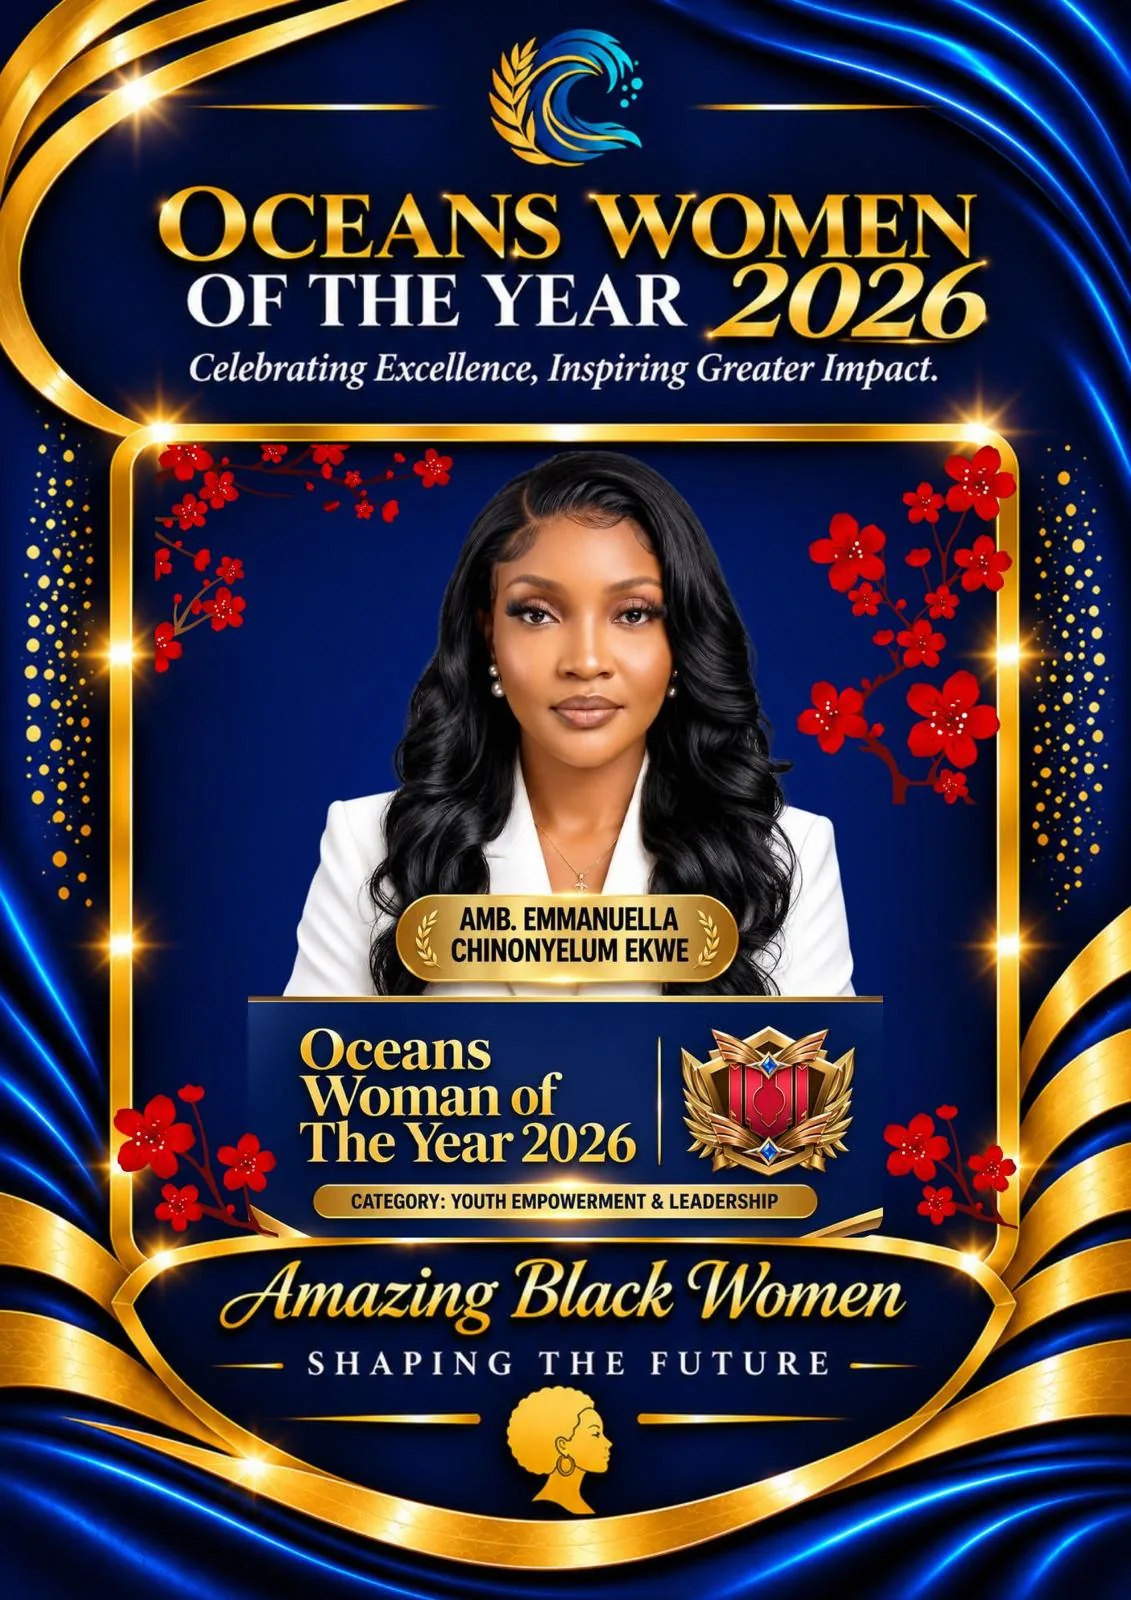 OCEANS WOMEN
OF THE YEAR 2026
Celebrating Excellence, Inspiring Greater Impact.
AMB. EMMANUELLA
CHINONYELUM EKWE
Oceans
Woman of
The Year 2026
CATEGORY: YOUTH EMPOWERMENT & LEADERSHIP
Amazing Black Women
SHAPING THE FUTURE